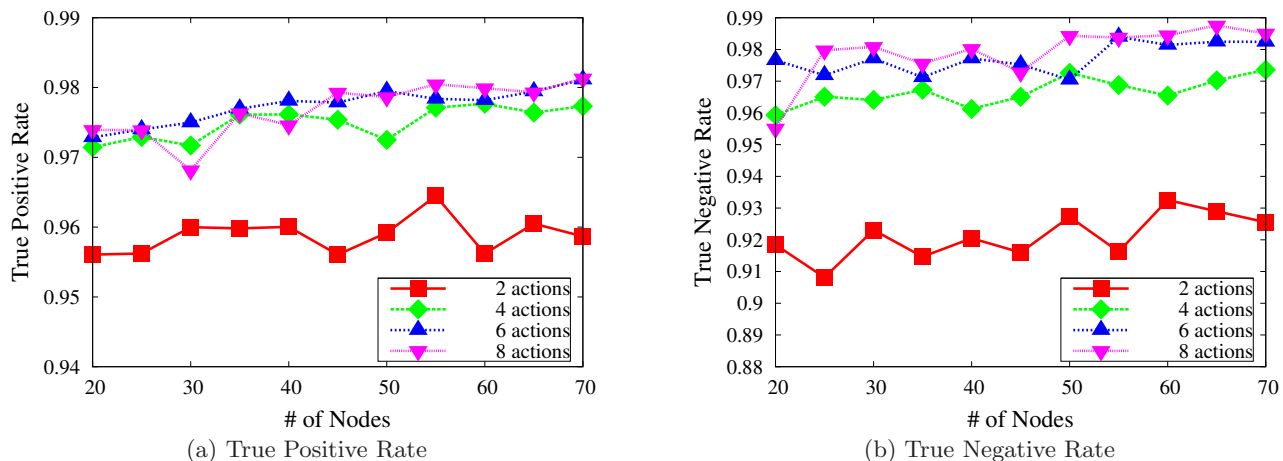 0.99
0.98
0.97
0.96
0.95
0.94
True Positive Rate
20 30 40 50 60 70
# of Nodes
2 actions
4 actions
6 actions
8 actions
(a) True Positive Rate
0.99
0.98
0.97
0.96
0.95
0.94
0.93
0.92
0.91
0.9
0.89
0.88
True Negative Rate
20 30 40 50 60 70
# of Nodes
2 actions
4 actions
6 actions
8 actions
(b) True Negative Rate